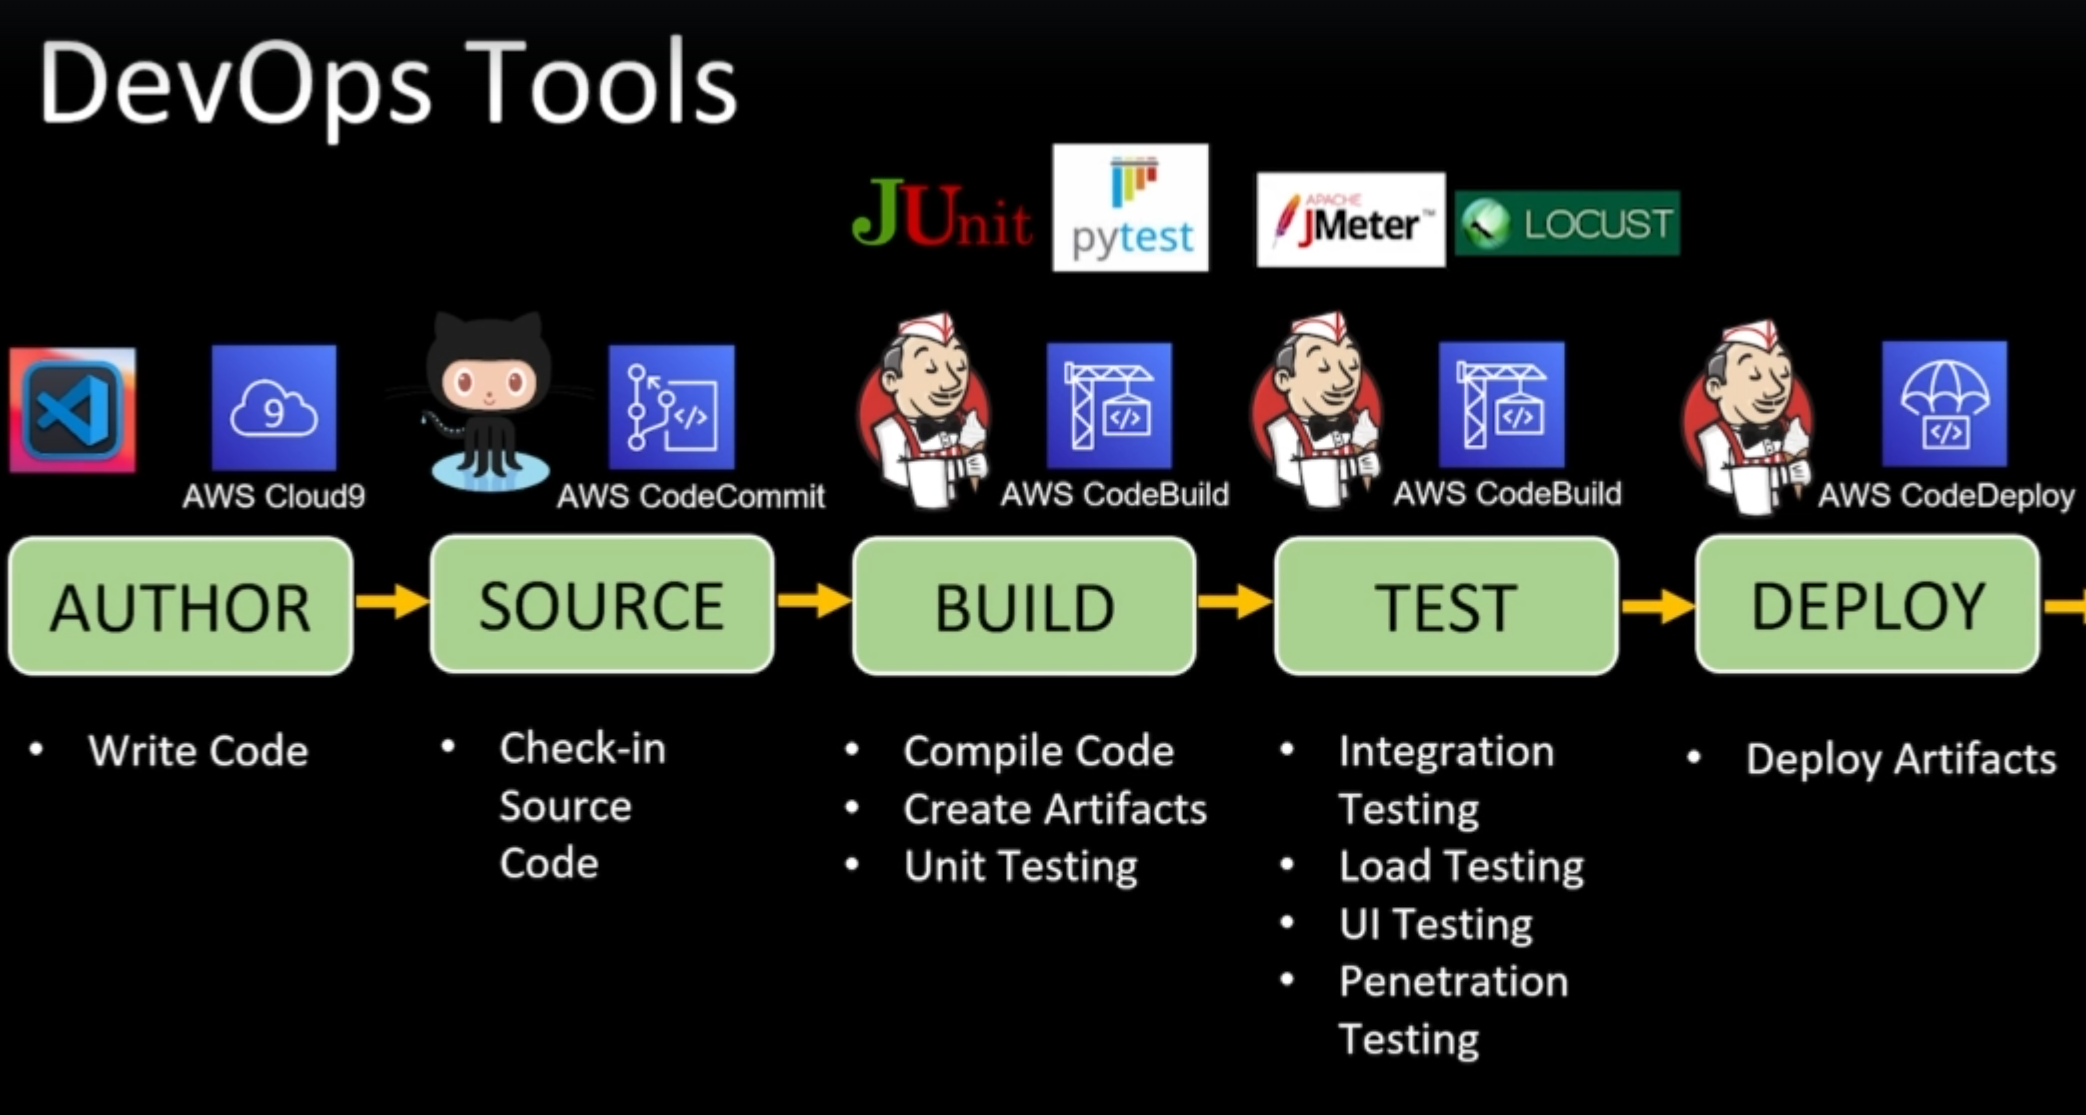 DevOps Tools
JUnit
pytest
APACHE
JMeter™
LOCUST
9
</>
</>
</>
</>
AWS Cloud9
AWS CodeCommit
AWS CodeBuild
AWS CodeBuild
AWS CodeDeploy
AUTHOR
SOURCE
BUILD
TEST
DEPLOY
• Write Code
• Check-in
Source
Code
• Compile Code
• Create Artifacts
• Unit Testing
• Integration
Testing
• Load Testing
• UI Testing
• Penetration
Testing
• Deploy Artifacts